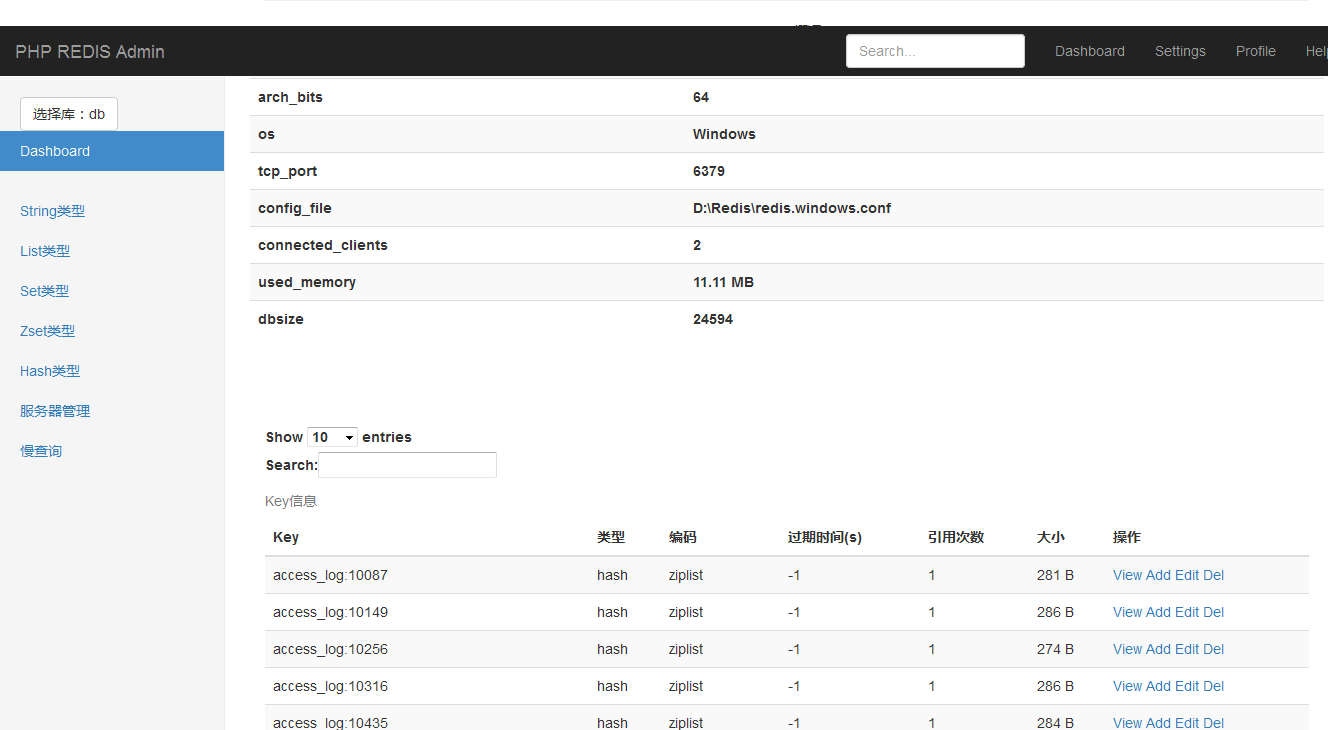 PHP REDIS Admin Search... Dashboard Settings Profile Help
选择库：db
Dashboard
String类型
List类型
Set类型
Zset类型
Hash类型
服务器管理
慢查询
arch_bits 64
os Windows
tcp_port 6379
config_file D:\Redis\redis.windows.conf
connected_clients 2
used_memory 11.11 MB
dbsize 24594
Show 10 entries
Search:
Key信息
Key 类型 编码 过期时间(s) 引用次数 大小 操作
access_log:10087 hash ziplist -1 1 281 B View Add Edit Del
access_log:10149 hash ziplist -1 1 286 B View Add Edit Del
access_log:10256 hash ziplist -1 1 274 B View Add Edit Del
access_log:10316 hash ziplist -1 1 286 B View Add Edit Del
access_log:10435 hash ziplist -1 1 284 B View Add Edit Del